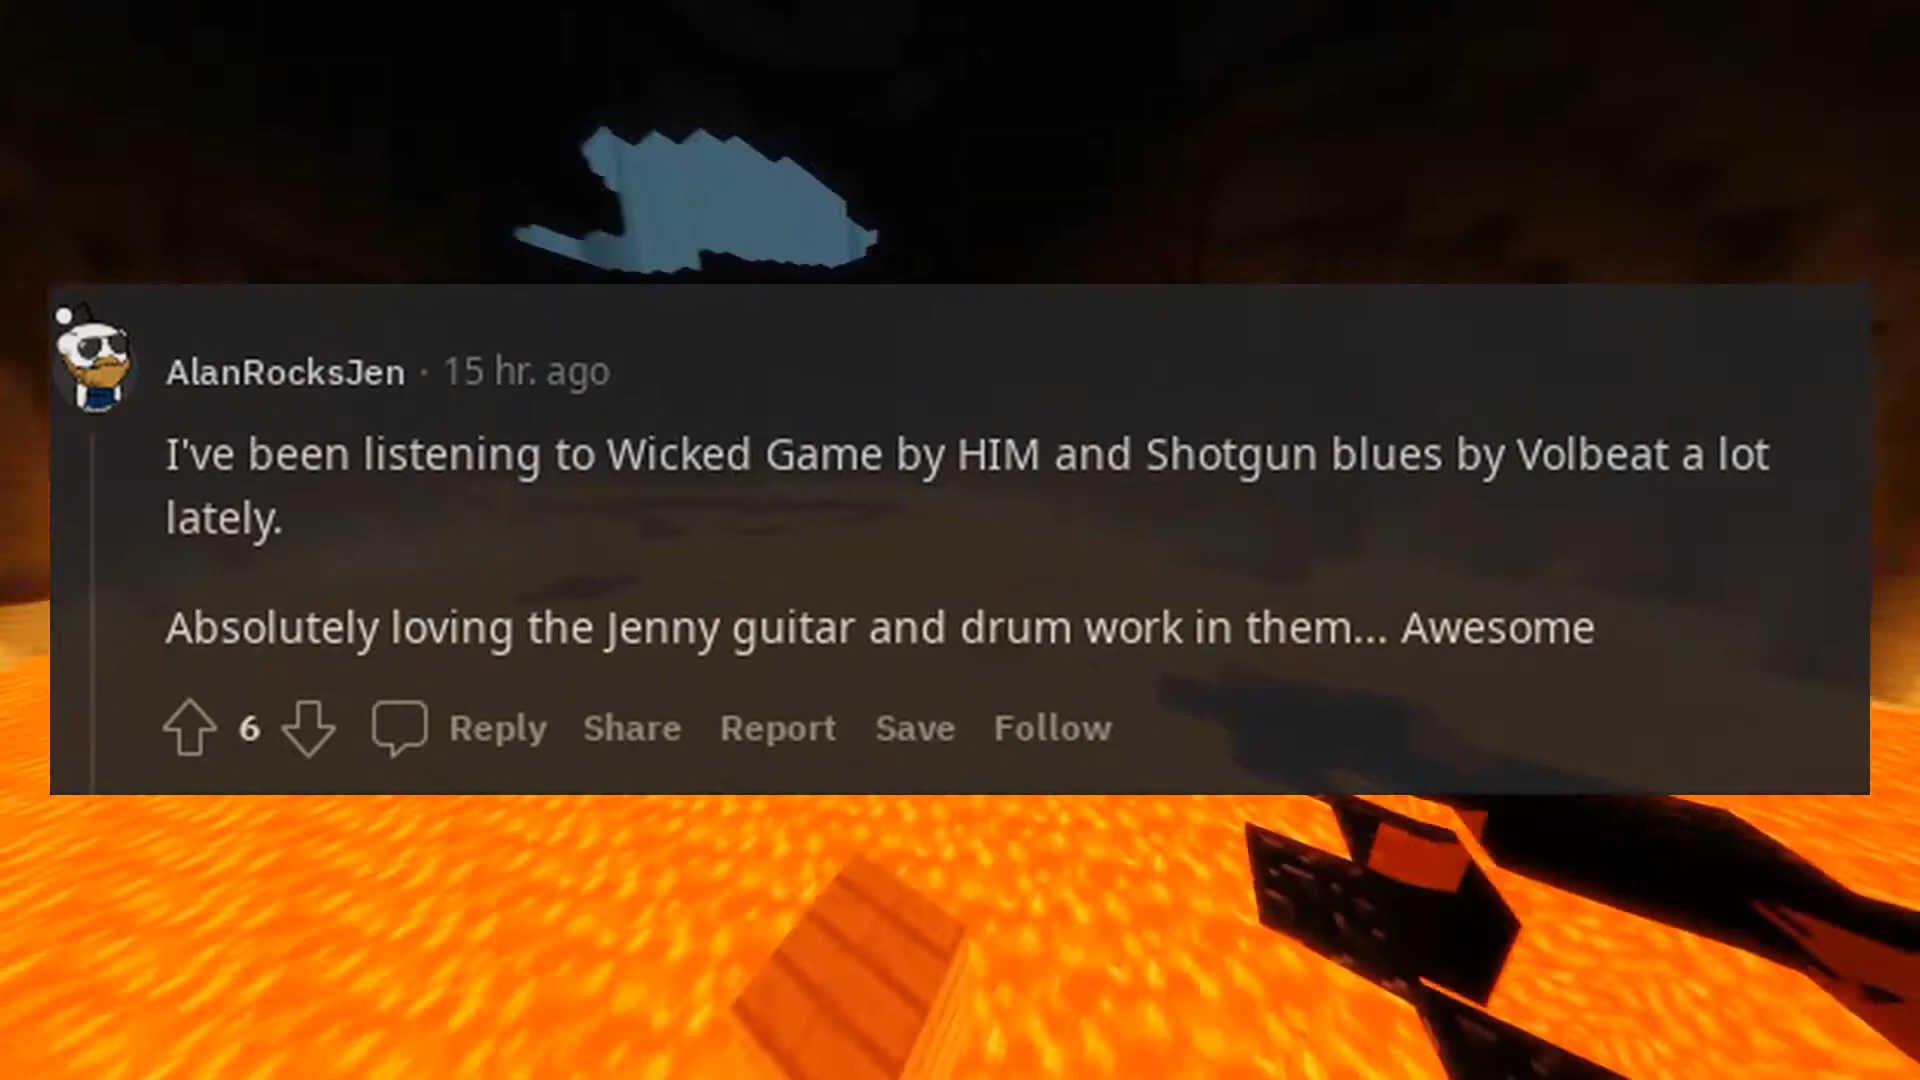 AlanRocksJen · 15 hr. ago
I've been listening to Wicked Game by HIM and Shotgun blues by Volbeat a lot
lately.
Absolutely loving the Jenny guitar and drum work in them... Awesome
6 Reply Share Report Save Follow